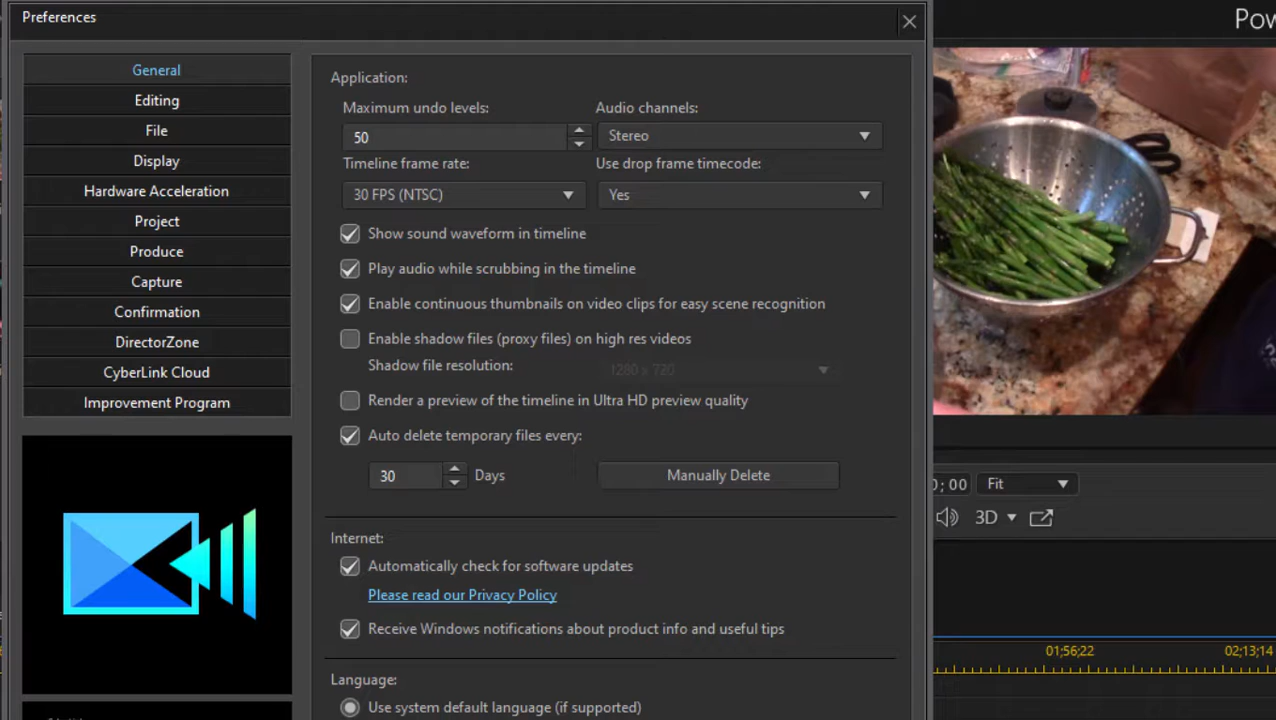 Preferences
Pow
General
Editing
File
Display
Hardware Acceleration
Project
Produce
Capture
Confirmation
DirectorZone
CyberLink Cloud
Improvement Program
Application:
Maximum undo levels:
Audio channels:
50
Stereo
Timeline frame rate:
Use drop frame timecode:
30 FPS (NTSC)
Yes
Show sound waveform in timeline
Play audio while scrubbing in the timeline
Enable continuous thumbnails on video clips for easy scene recognition
Enable shadow files (proxy files) on high res videos
Shadow file resolution:
1280 x 720
Render a preview of the timeline in Ultra HD preview quality
Auto delete temporary files every:
30
Days
Manually Delete
Internet:
Automatically check for software updates
Please read our Privacy Policy
Receive Windows notifications about product info and useful tips
Language:
Use system default language (if supported)
; 00
Fit
3D
01;56;22
02;13;14